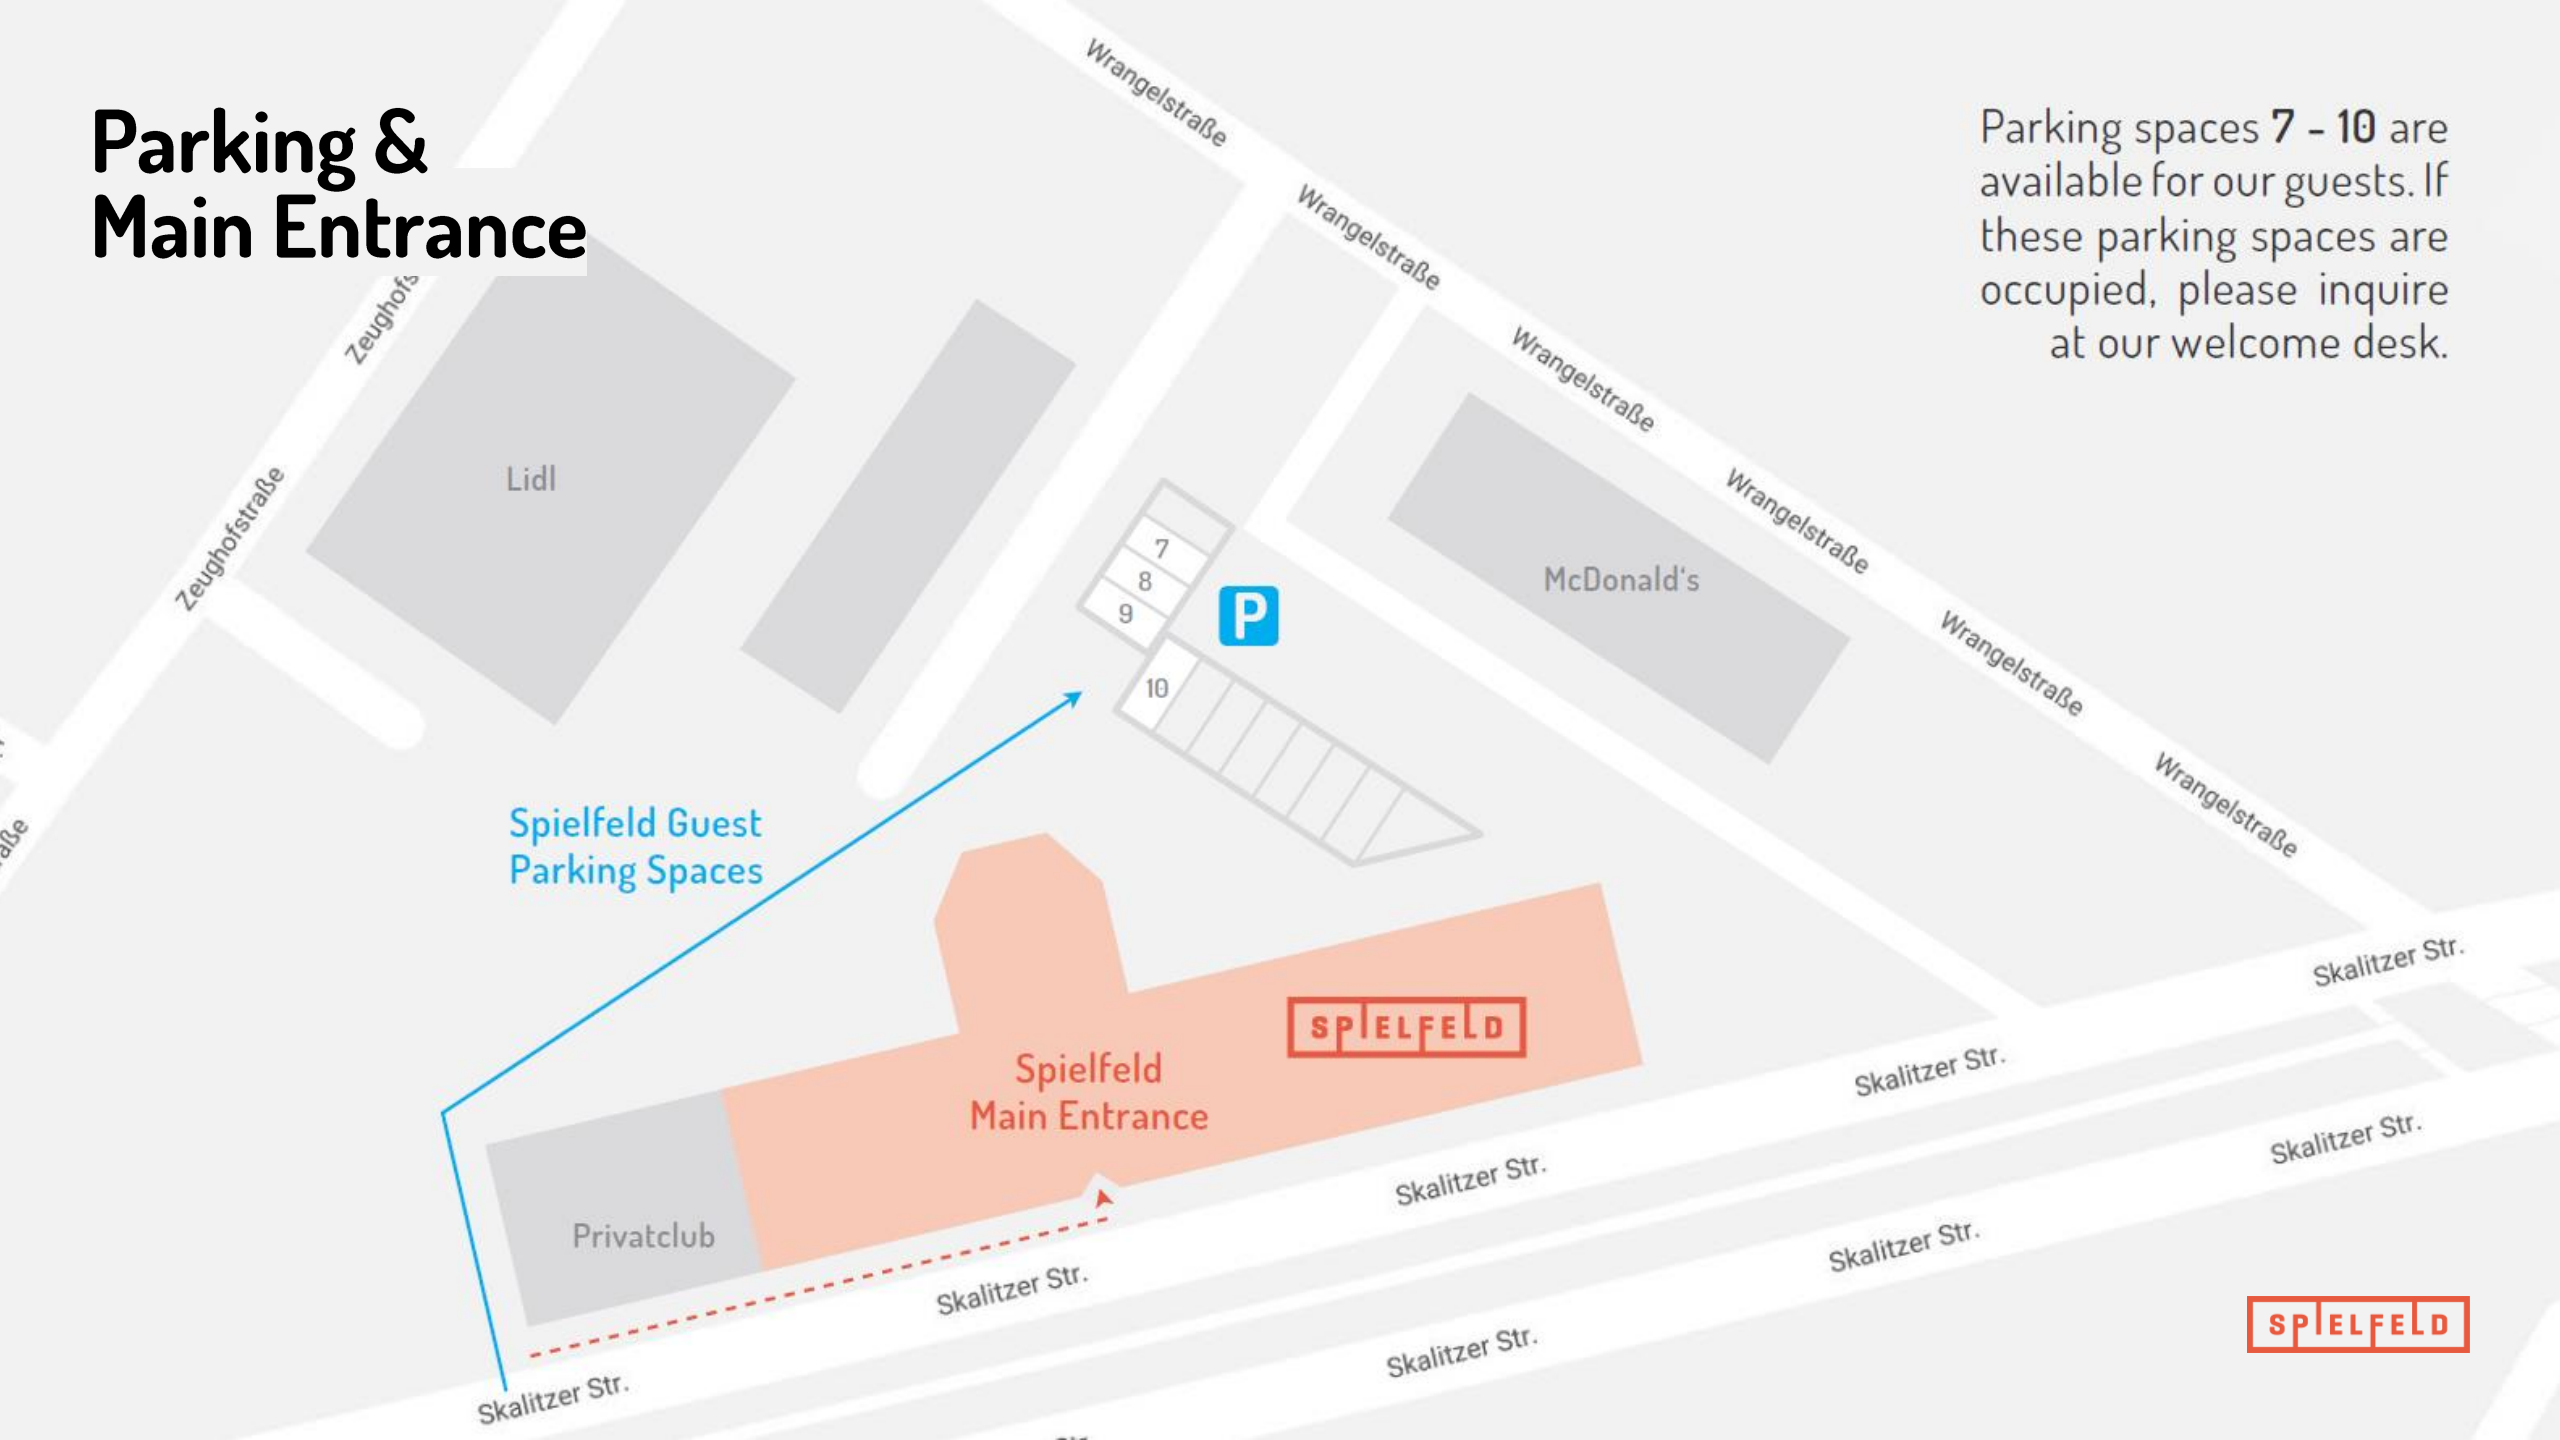 Parking &
Main Entrance
Parking spaces 7 - 10 are
available for our guests. If
these parking spaces are
occupied, please inquire
at our welcome desk.
Wrangelstraße
Wrangelstraße
Wrangelstraße
Wrangelstraße
Wrangelstraße
Wrangelstraße
Zeughofstraße
Lidl
McDonald's
7
8
9
10
P
Spielfeld Guest
Parking Spaces
SPIELFELD
Spielfeld
Main Entrance
Privatclub
Skalitzer Str.
Skalitzer Str.
Skalitzer Str.
Skalitzer Str.
Skalitzer Str.
Skalitzer Str.
Skalitzer Str.
Skalitzer Str.
SPIELFELD